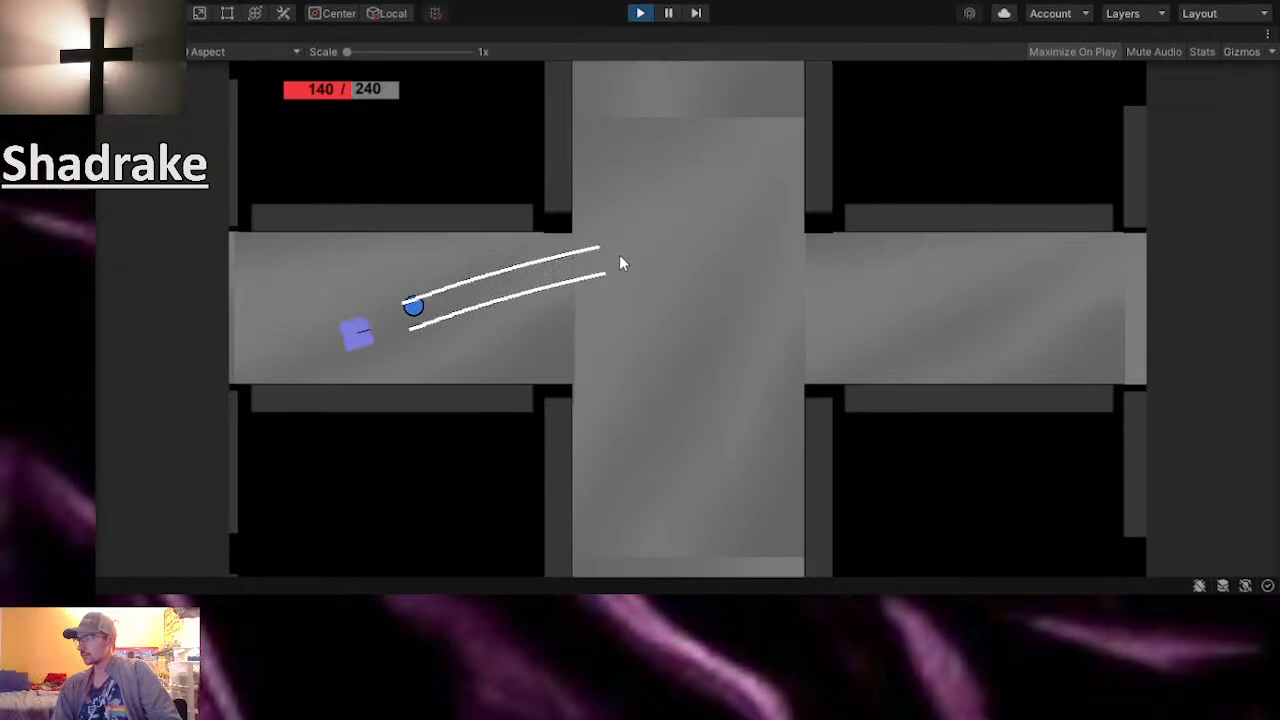 Center Local Account Layers Layout
Aspect Scale 1x Maximize On Play Mute Audio Stats Gizmos
140 / 240
Shadrake